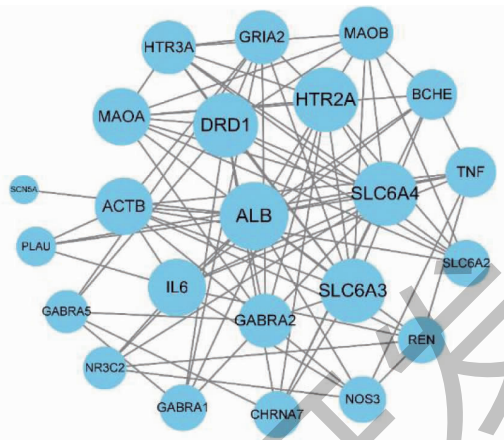 GRIA2
MAOB
HTR3A
BCHE
HTR2A
MAOA
DRD1
TNF
SLC6A4
SCN5A
ACTB
ALB
PLAU
SLC6A2
IL6
SLC6A3
GABRA5
GABRA2
REN
NR3C2
NOS3
GABRA1
CHRNA7